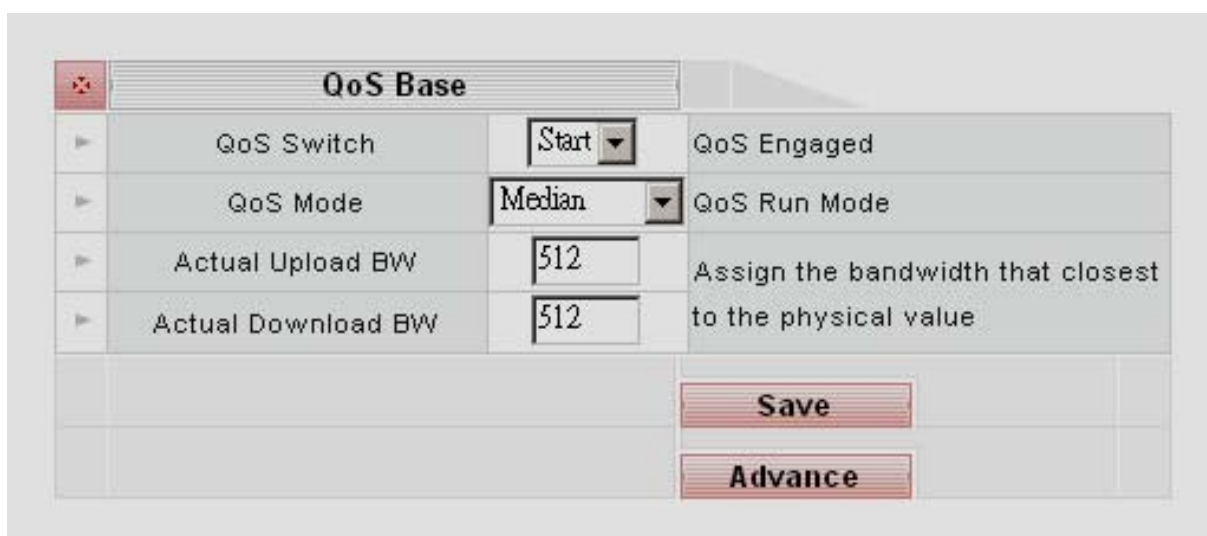 QoS Base
QoS Switch Start QoS Engaged
QoS Mode Median QoS Run Mode
Actual Upload BW 512 Assign the bandwidth that closest
Actual Download BW 512 to the physical value
Save
Advance